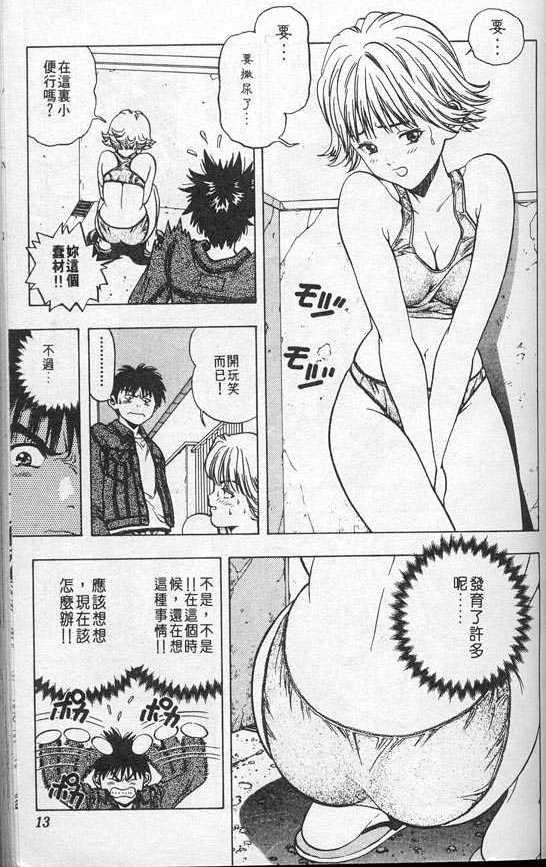 要…
要…
要撒尿了…
モジ
モジ
在這裏小
便行嗎?
妳這個
蠢材!!
開玩笑
而已!
………
不過…
發育了許多
呢……
不是,不是
!!在這個時
候,還在想
這種事情!!
應該想想
,現在該
怎麼辦!!
ポカ
ポカ
ポカ
13